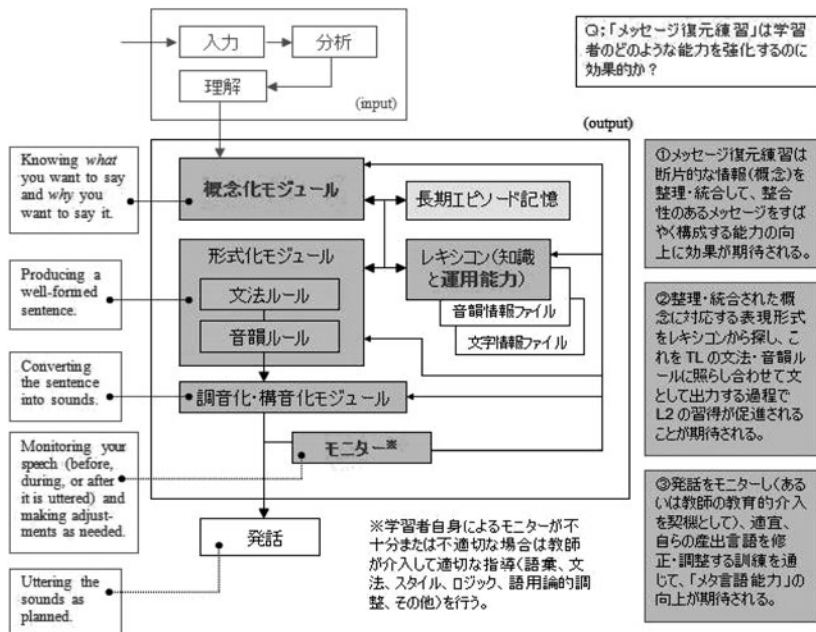 入力
分析
理解
(input)
Q;「メッセージ復元練習」は学習
者のどのような能力を強化するのに
効果的か?
(output)
Knowing what
you want to say
and why you
want to say it.
概念化モジュール
長期エピソード記憶
①メッセージ復元練習は
断片的な情報(概念)を
整理・統合して、整合
性のあるメッセージをすば
やく構成する能力の向
上に効果が期待される。
Producing a
well-formed
sentence.
形式化モジュール
文法ルール
音韻ルール
レキシコン(知識
と運用能力)
音韻情報ファイル
文字情報ファイル
②整理・統合された概
念に対応する表現形式
をレキシコンから探し、こ
れをTLの文法・音韻ル
ールに照らし合わせて文
として出力する過程で
L2の習得が促進される
ことが期待される。
Converting
the sentence
into sounds.
調音化・構音化モジュール
Monitoring your
speech (before,
during, or after
it is uttered) and
making adjust-
ments as needed.
モニター※
発話
※学習者自身によるモニターが不
十分または不適切な場合は教師
が介入して適切な指導(語彙、文
法、スタイル、ロジック、語用論的調
整、その他)を行う。
③発話をモニターし(ある
いは教師の教育的介入
を契機として)、適宜、
自らの産出言語を修
正・調整する訓練を通
じて、「メタ言語能力」の
向上が期待される。
Uttering the
sounds as
planned.